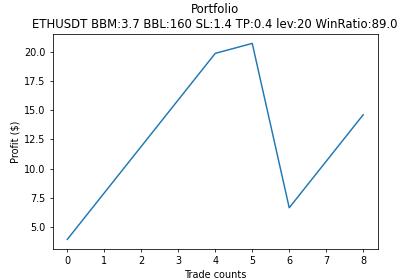 Portfolio
ETHUSDT BBM:3.7 BBL:160 SL:1.4 TP:0.4 lev:20 WinRatio:89.0
20.0
17.5
15.0
12.5
10.0
7.5
5.0
Profit ($)
0 1 2 3 4 5 6 7 8
Trade counts